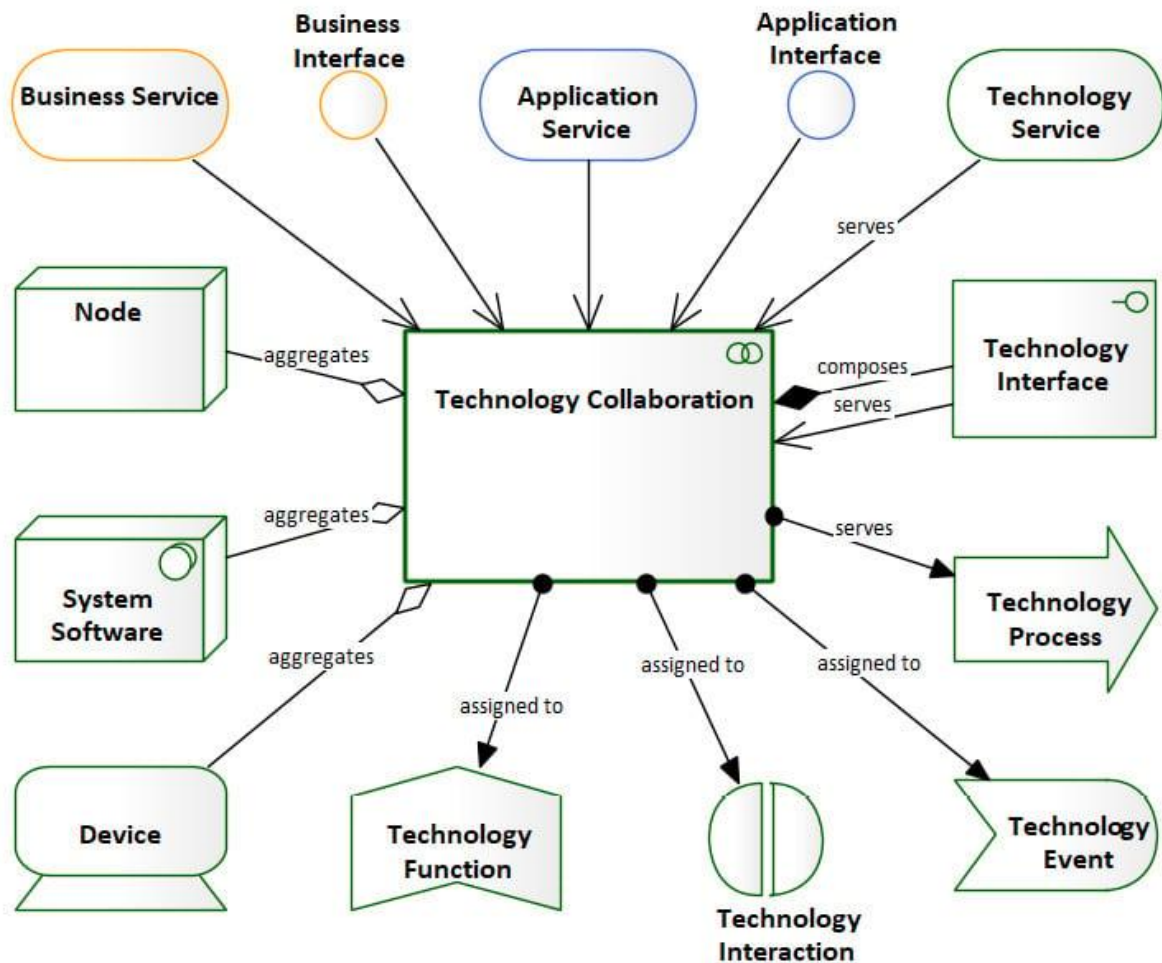 Business
Interface
Application
Interface
Business Service
Application
Service
Technology
Service
serves
Node
aggregates
Technology Collaboration
composes
serves
Technology
Interface
aggregates
System
Software
serves
Technology
Process
aggregates
assigned to
assigned to
assigned to
Device
Technology
Function
Technology
Interaction
Technology
Event